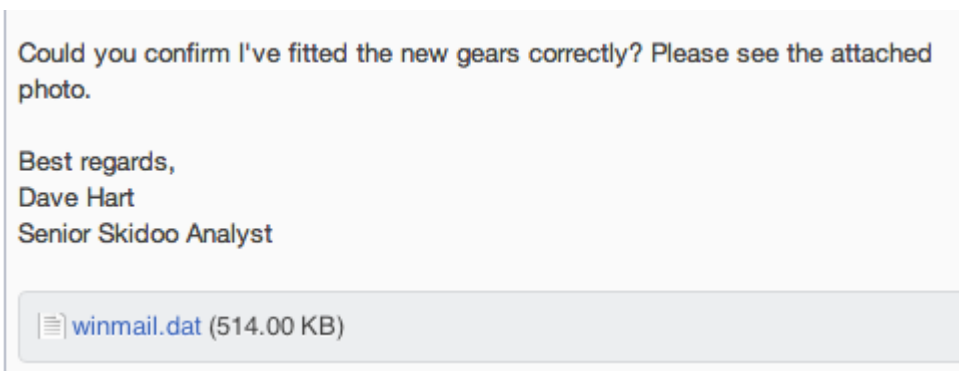 Could you confirm I've fitted the new gears correctly? Please see the attached
photo.
Best regards,
Dave Hart
Senior Skidoo Analyst
winmail.dat (514.00 KB)